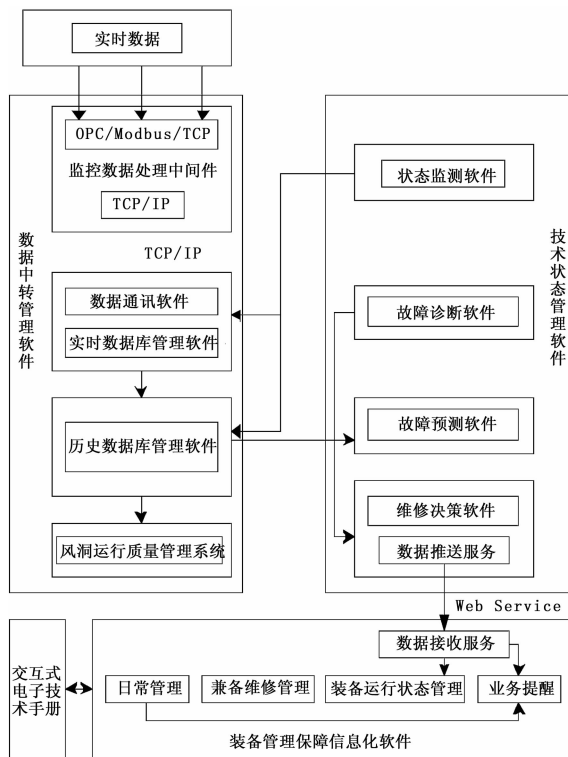 实时数据
OPC/Modbus/TCP
监控数据处理中间件
TCP/IP
TCP/IP
数据通讯软件
实时数据库管理软件
历史数据库管理软件
风洞运行质量管理系统
数据中转管理软件
状态监测软件
故障诊断软件
故障预测软件
维修决策软件
数据推送服务
技术状态管理软件
Web Service
交互式
电子技
术手册
数据接收服务
日常管理
兼备维修管理
装备运行状态管理
业务提醒
装备管理保障信息化软件